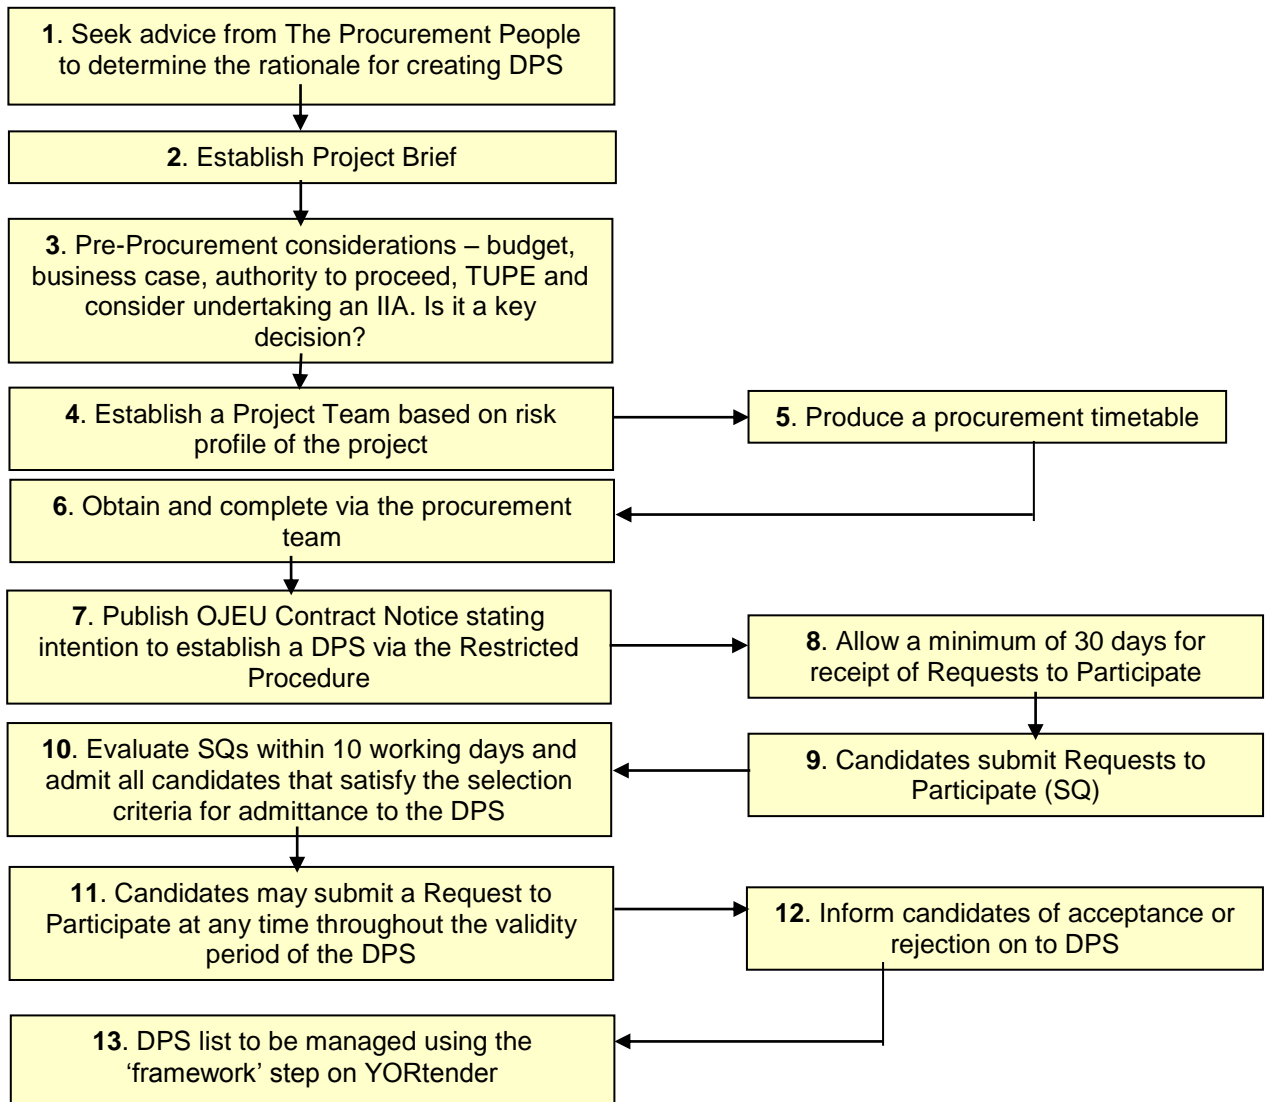 1. Seek advice from The Procurement People
to determine the rationale for creating DPS
2. Establish Project Brief
3. Pre-Procurement considerations – budget,
business case, authority to proceed, TUPE and
consider undertaking an IIA. Is it a key
decision?
4. Establish a Project Team based on risk
profile of the project
5. Produce a procurement timetable
6. Obtain and complete via the procurement
team
7. Publish OJEU Contract Notice stating
intention to establish a DPS via the Restricted
Procedure
8. Allow a minimum of 30 days for
receipt of Requests to Participate
9. Candidates submit Requests to
Participate (SQ)
10. Evaluate SQs within 10 working days and
admit all candidates that satisfy the selection
criteria for admittance to the DPS
11. Candidates may submit a Request to
Participate at any time throughout the validity
period of the DPS
12. Inform candidates of acceptance or
rejection on to DPS
13. DPS list to be managed using the
‘framework’ step on YORtender